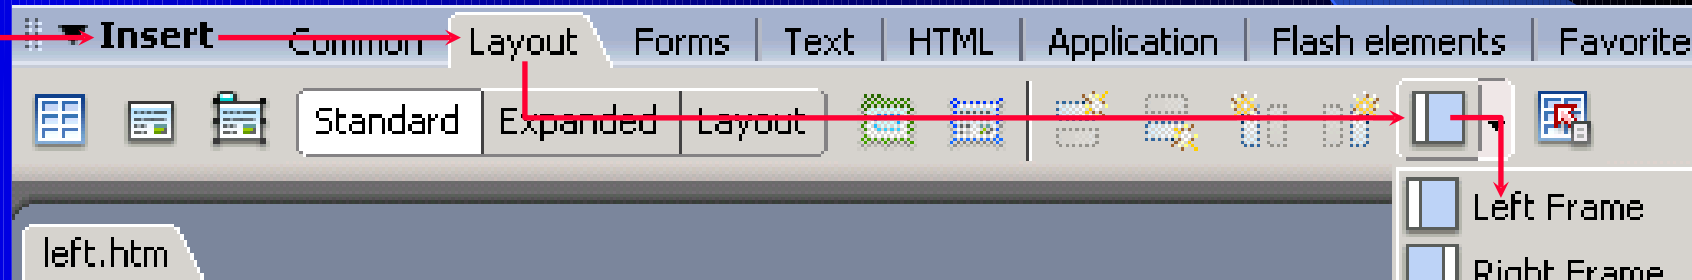 Insert Common Layout Forms Text HTML Application Flash elements Favorite
Standard Expanded Layout
Left Frame
left.htm
Right Frame